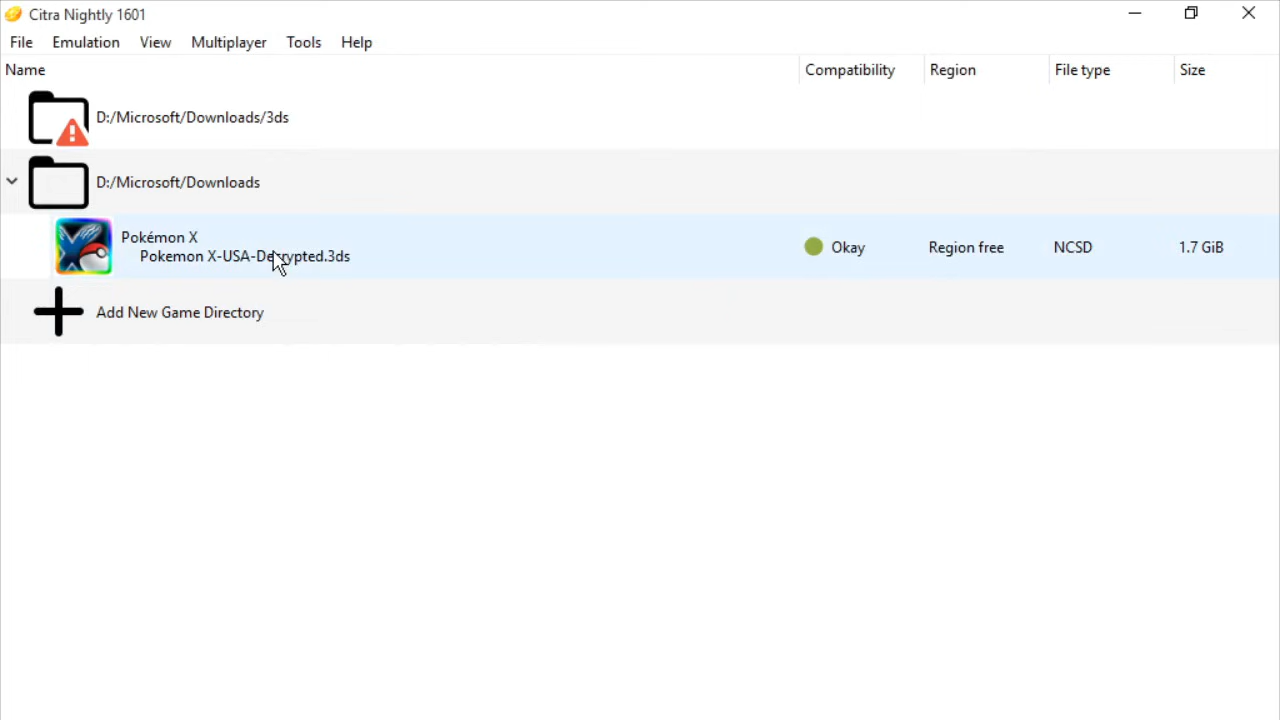 Citra Nightly 1601
File Emulation View Multiplayer Tools Help
Name Compatibility Region File type Size
D:/Microsoft/Downloads/3ds
D:/Microsoft/Downloads
Pokémon X
Pokemon X-USA-Decrypted.3ds Okay Region free NCSD 1.7 GiB
Add New Game Directory